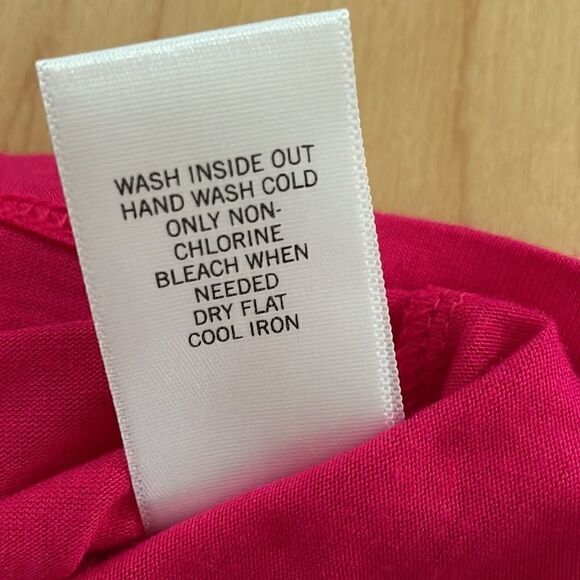 WASH INSIDE OUT
HAND WASH COLD
ONLY NON-
CHLORINE
BLEACH WHEN
NEEDED
DRY FLAT
COOL IRON